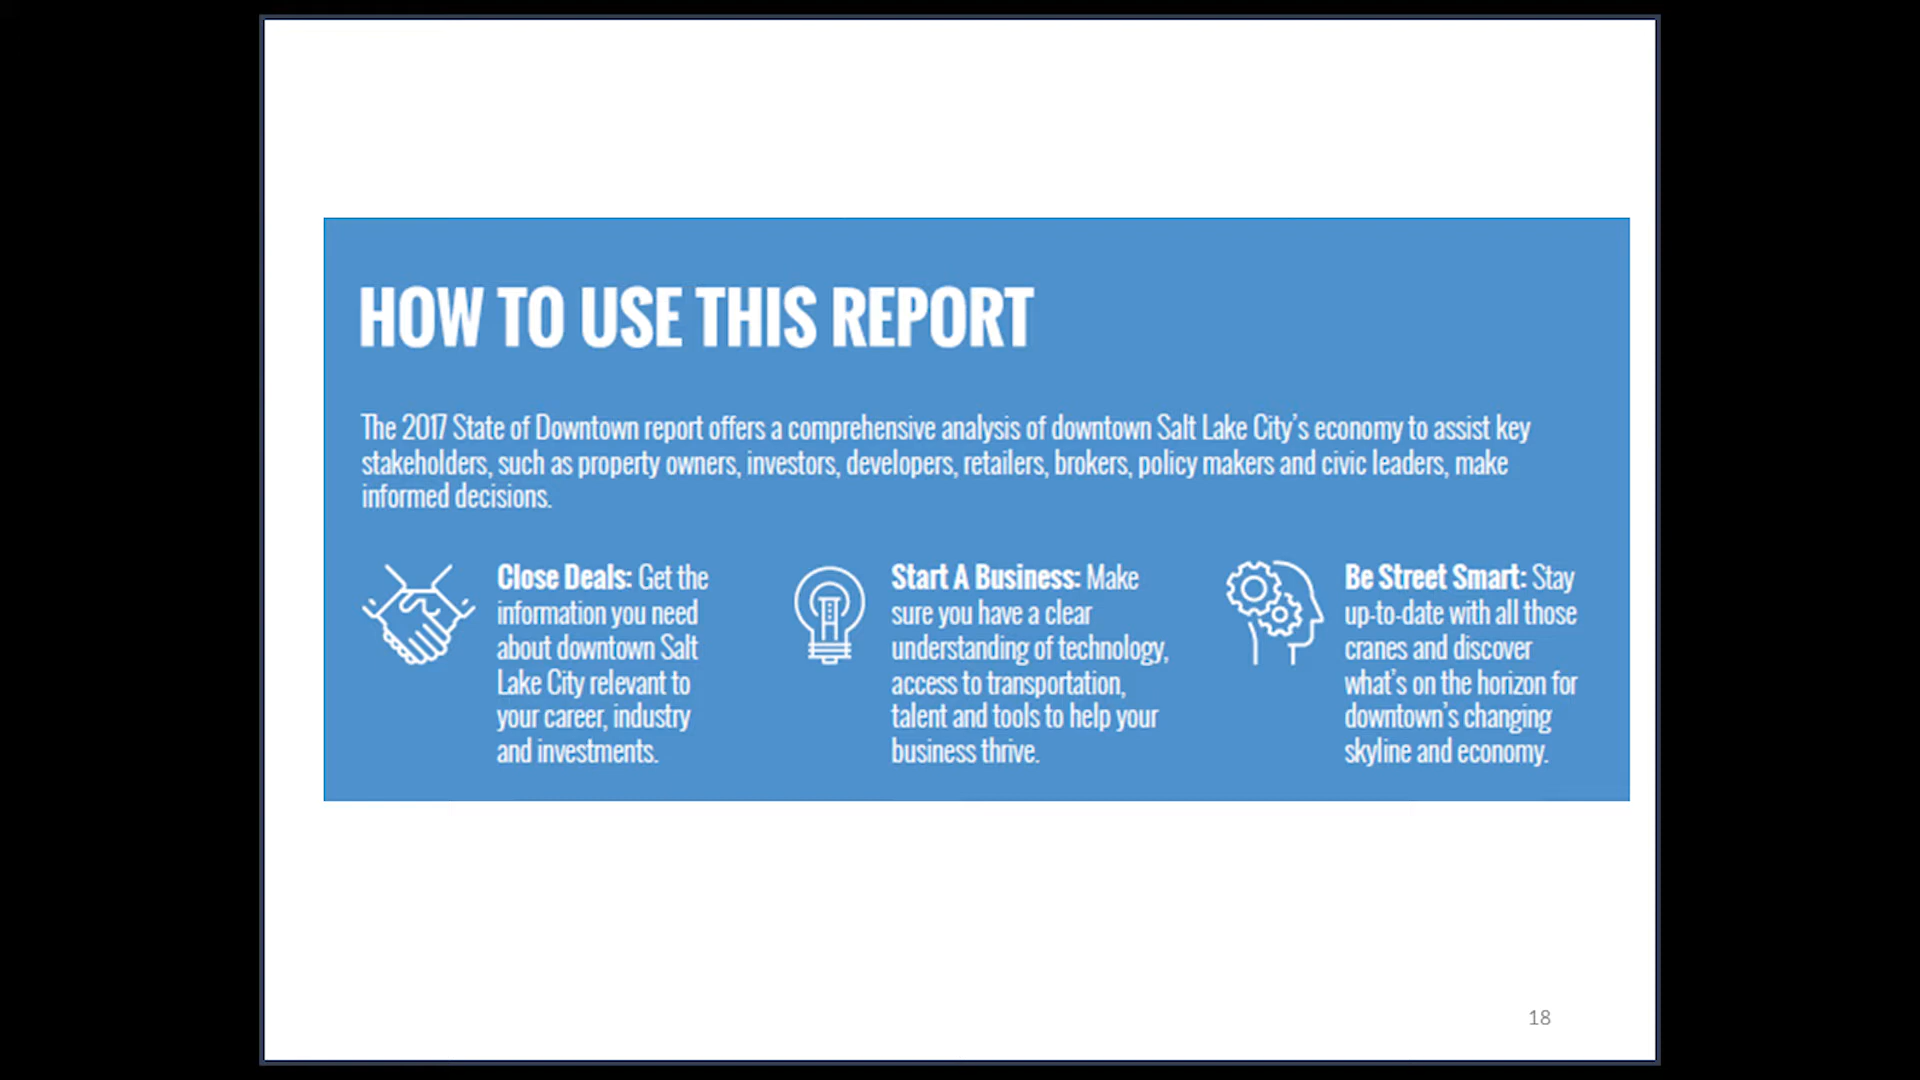 HOW TO USE THIS REPORT
The 2017 State of Downtown report offers a comprehensive analysis of downtown Salt Lake City’s economy to assist key
stakeholders, such as property owners, investors, developers, retailers, brokers, policy makers and civic leaders, make
informed decisions.
Close Deals: Get the
information you need
about downtown Salt
Lake City relevant to
your career, industry
and investments.
Start A Business: Make
sure you have a clear
understanding of technology,
access to transportation,
talent and tools to help your
business thrive.
Be Street Smart: Stay
up-to-date with all those
cranes and discover
what’s on the horizon for
downtown’s changing
skyline and economy.
18